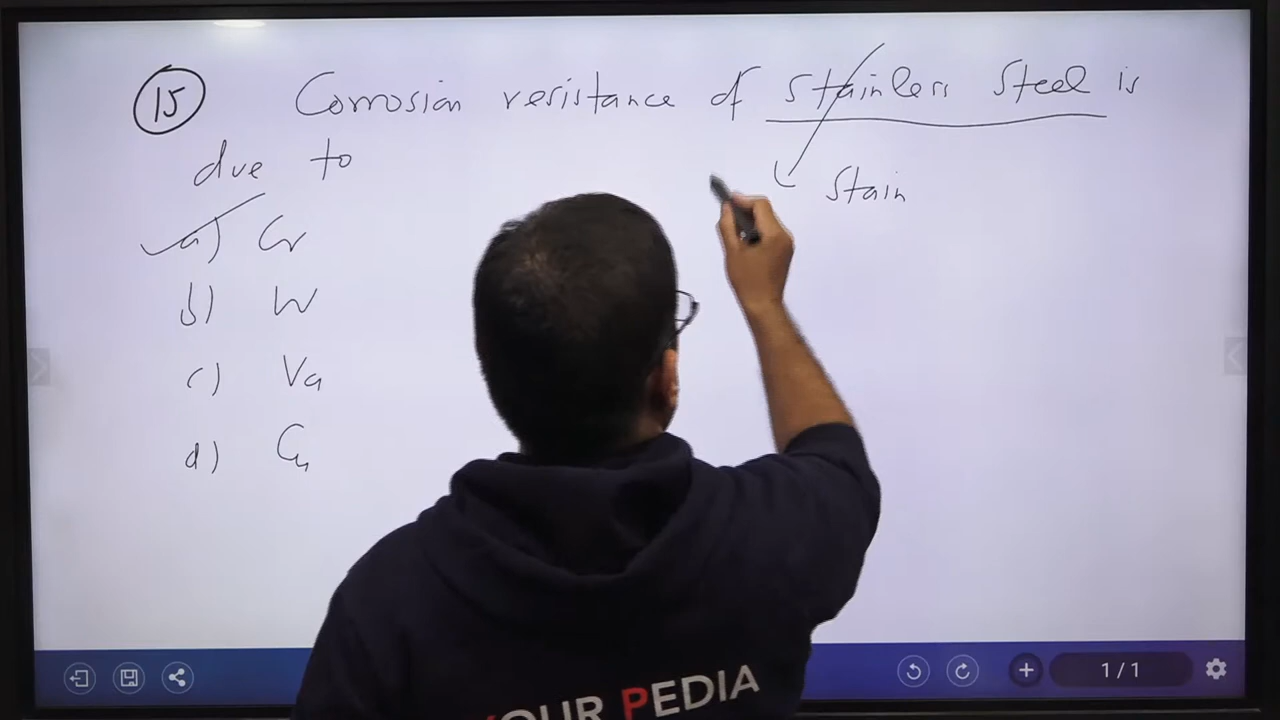 15 Corrosion resistance of stainless steel is
due to
Stain
a) Cr
b) W
c) Va
d) Cu
OUR PEDIA
1/1